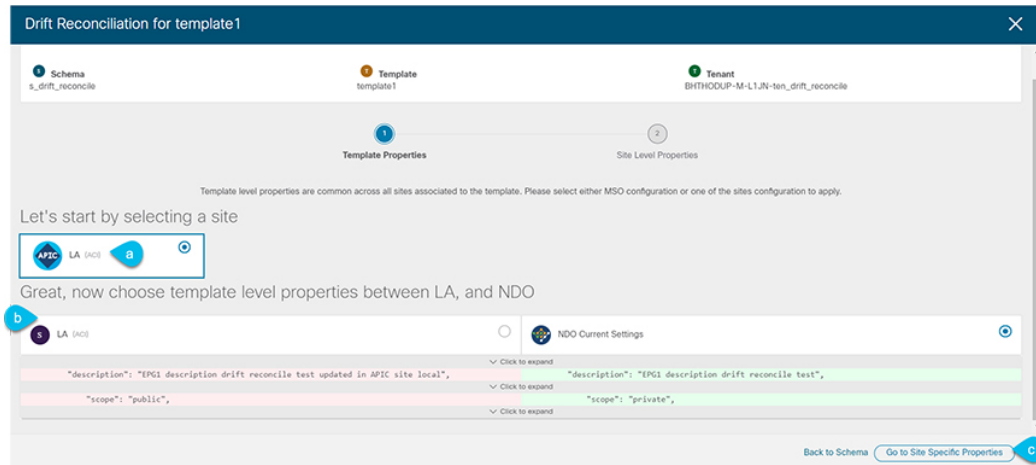 Drift Reconciliation for template1
S Schema
s_drift_reconcile
T Template
template1
T Tenant
BHTHODUP-M-L1JN-ten_drift_reconcile
1
Template Properties
2
Site Level Properties
Template level properties are common across all sites associated to the template. Please select either MSO configuration or one of the sites configuration to apply.
Let's start by selecting a site
APIC LA (ACI) a
Great, now choose template level properties between LA, and NDO
b
S LA (ACI)
NDO Current Settings
Click to expand
"description": "EPG1 description drift reconcile test updated in APIC site local",
"description": "EPG1 description drift reconcile test",
Click to expand
"scope": "public",
"scope": "private",
Click to expand
Back to Schema Go to Site Specific Properties c